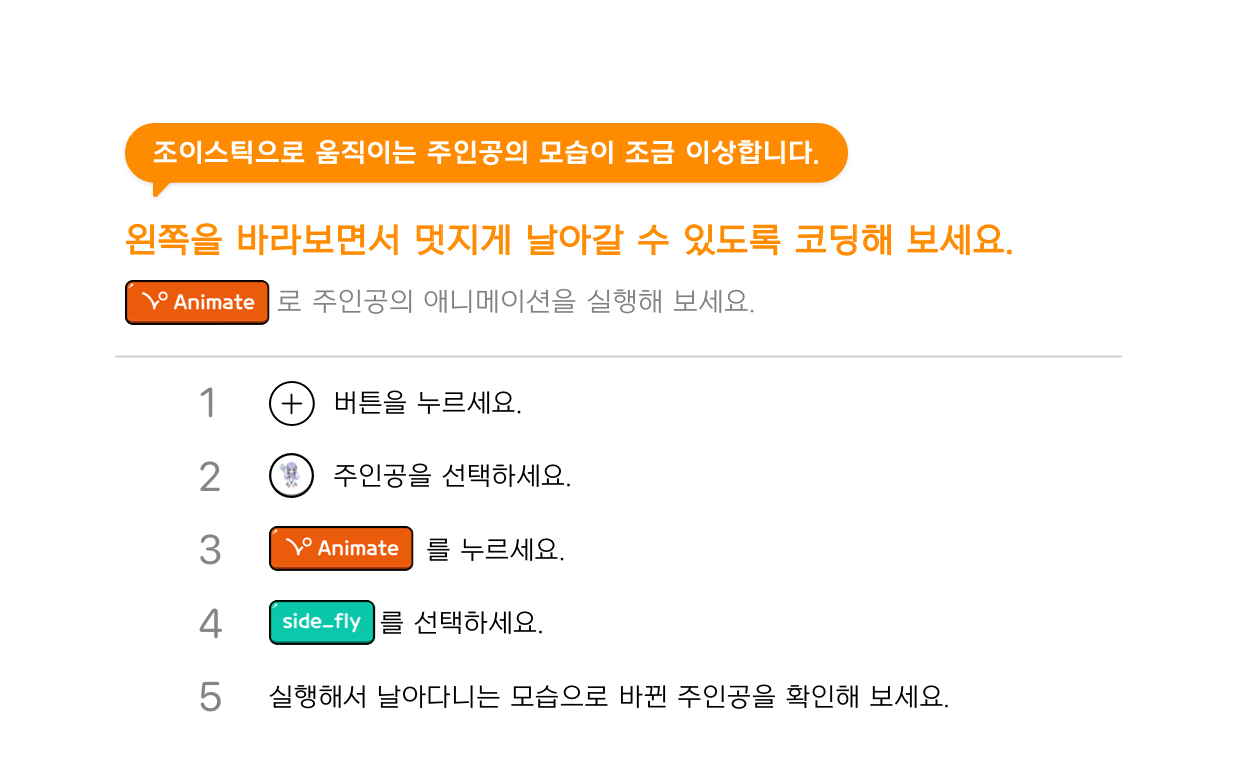 조이스틱으로 움직이는 주인공의 모습이 조금 이상합니다.
왼쪽을 바라보면서 멋지게 날아갈 수 있도록 코딩해 보세요.
Animate 로 주인공의 애니메이션을 실행해 보세요.
1 버튼을 누르세요.
2 주인공을 선택하세요.
3 Animate 를 누르세요.
4 side_fly 를 선택하세요.
5 실행해서 날아다니는 모습으로 바뀐 주인공을 확인해 보세요.